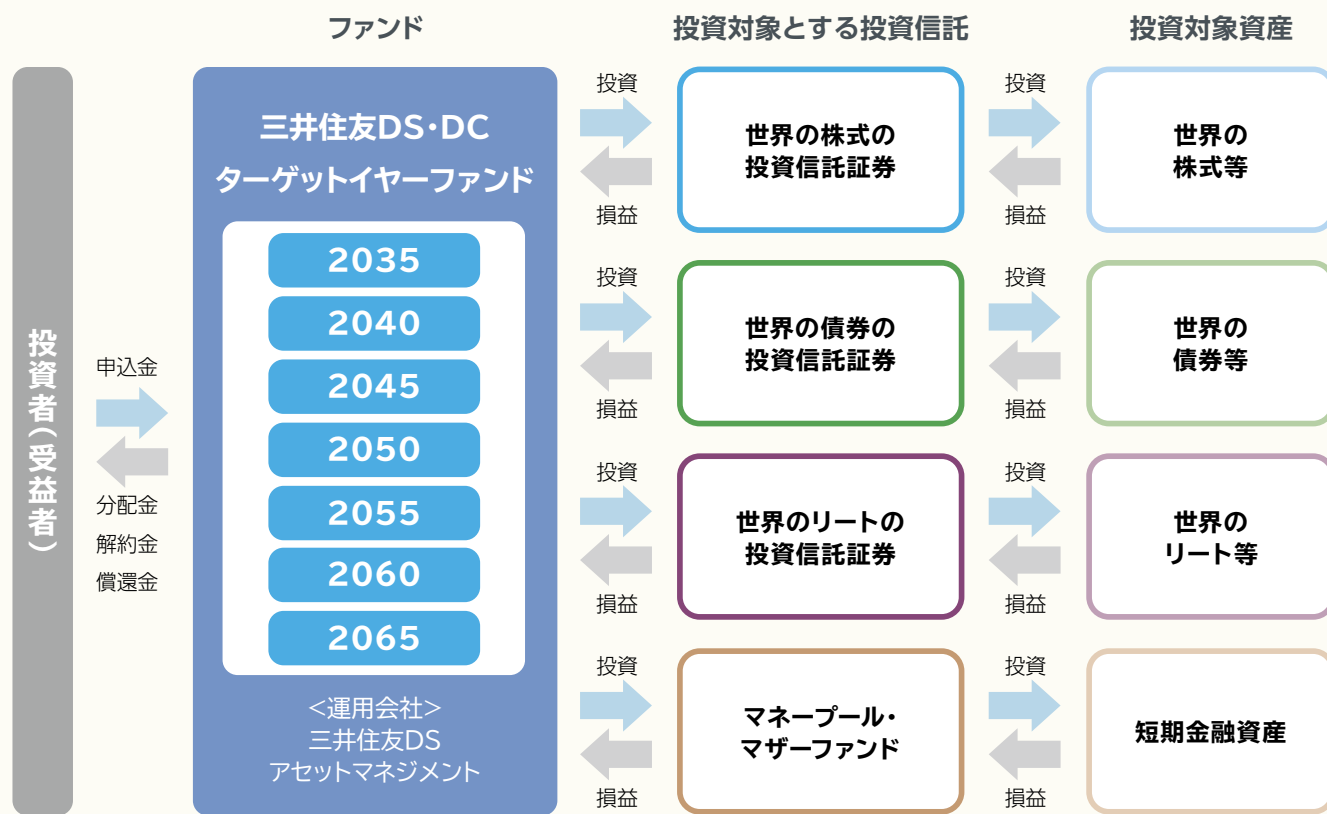 ファンド
投資対象とする投資信託
投資対象資産
投資者(受益者)
申込金
分配金
解約金
償還金
三井住友DS・DC
ターゲットイヤーファンド
2035
2040
2045
2050
2055
2060
2065
<運用会社>
三井住友DS
アセットマネジメント
投資
損益
世界の株式の
投資信託証券
投資
損益
世界の
株式等
投資
損益
世界の債券の
投資信託証券
投資
損益
世界の
債券等
投資
損益
世界のリートの
投資信託証券
投資
損益
世界の
リート等
投資
損益
マネープール・
マザーファンド
投資
損益
短期金融資産